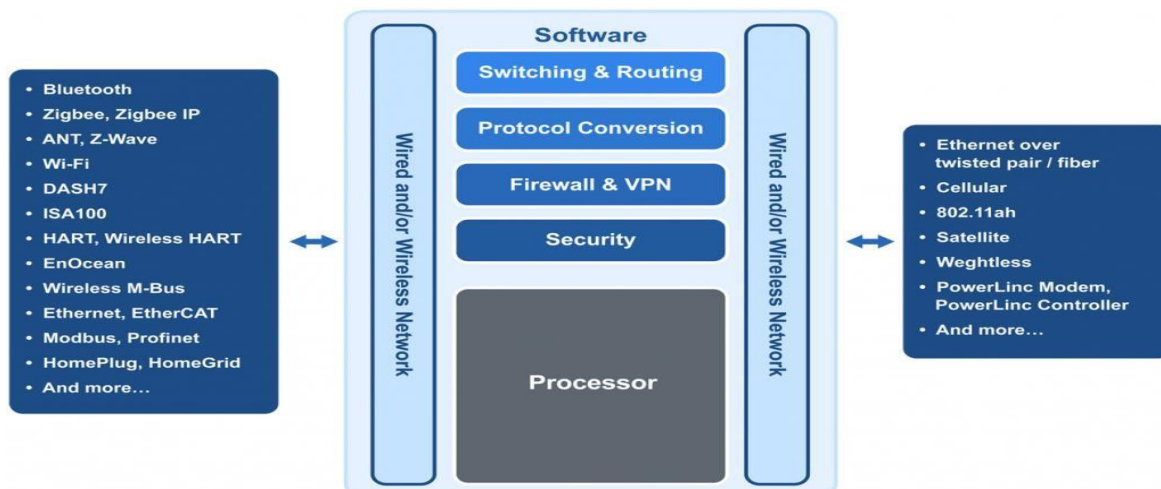 • Bluetooth
• Zigbee, Zigbee IP
• ANT, Z-Wave
• Wi-Fi
• DASH7
• ISA100
• HART, Wireless HART
• EnOcean
• Wireless M-Bus
• Ethernet, EtherCAT
• Modbus, Profinet
• HomePlug, HomeGrid
• And more...
Wired and/or Wireless Network
Software
Switching & Routing
Protocol Conversion
Firewall & VPN
Security
Processor
Wired and/or Wireless Network
• Ethernet over
twisted pair / fiber
• Cellular
• 802.11ah
• Satellite
• Weghtless
• PowerLinc Modem,
PowerLinc Controller
• And more...